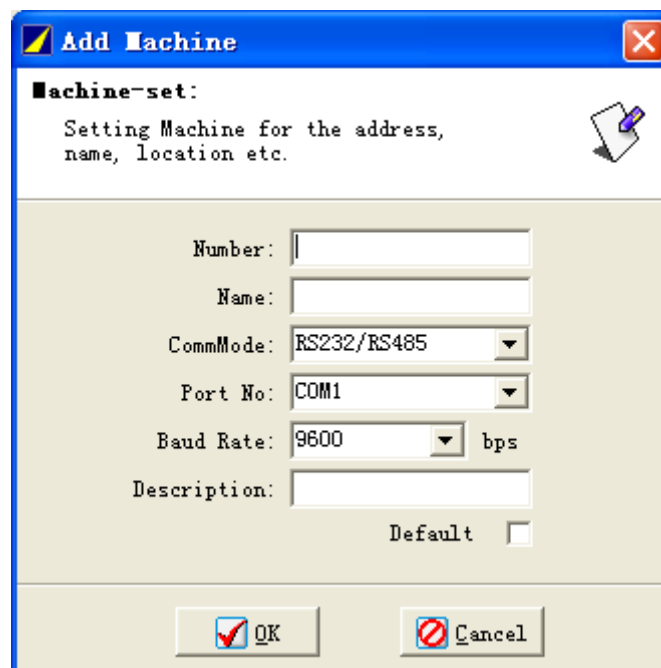 Add Machine
Machine-set:
Setting Machine for the address,
name, location etc.
Number:
Name:
CommMode: RS232/RS485
Port No: COM1
Baud Rate: 9600 bps
Description:
Default
OK Cancel